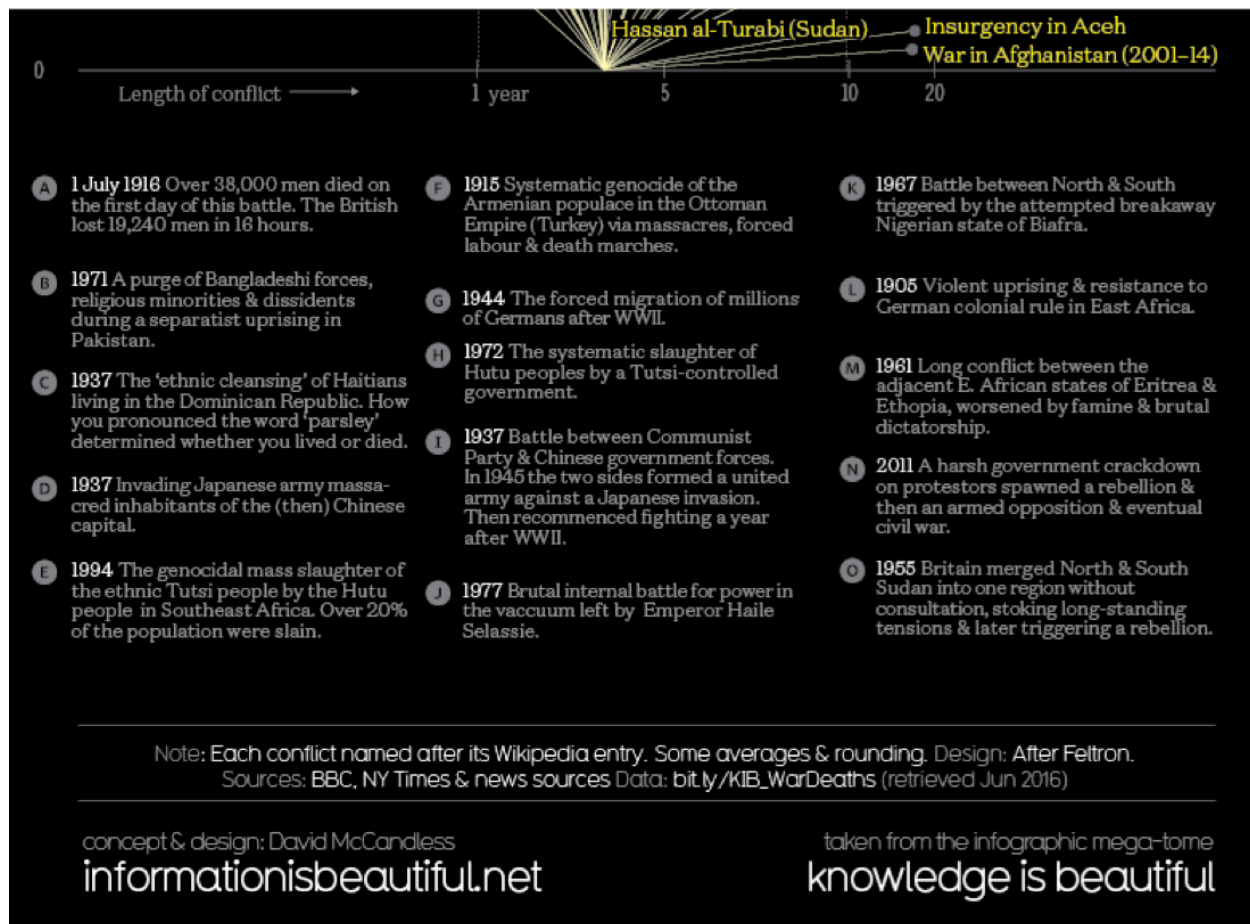 Hassan al-Turabi (Sudan)
Insurgency in Aceh
War in Afghanistan (2001–14)
0
Length of conflict
1 year
5
10
20
A
1 July 1916 Over 38,000 men died on
the first day of this battle. The British
lost 19,240 men in 16 hours.
B
1971 A purge of Bangladeshi forces,
religious minorities & dissidents
during a separatist uprising in
Pakistan.
C
1937 The ‘ethnic cleansing’ of Haitians
living in the Dominican Republic. How
you pronounced the word ‘parsley’
determined whether you lived or died.
D
1937 Invading Japanese army massa-
cred inhabitants of the (then) Chinese
capital.
E
1994 The genocidal mass slaughter of
the ethnic Tutsi people by the Hutu
people in Southeast Africa. Over 20%
of the population were slain.
F
1915 Systematic genocide of the
Armenian populace in the Ottoman
Empire (Turkey) via massacres, forced
labour & death marches.
G
1944 The forced migration of millions
of Germans after WWII.
H
1972 The systematic slaughter of
Hutu peoples by a Tutsi-controlled
government.
I
1937 Battle between Communist
Party & Chinese government forces.
In 1945 the two sides formed a united
army against a Japanese invasion.
Then recommenced fighting a year
after WWII.
J
1977 Brutal internal battle for power in
the vaccuum left by Emperor Haile
Selassie.
K
1967 Battle between North & South
triggered by the attempted breakaway
Nigerian state of Biafra.
L
1905 Violent uprising & resistance to
German colonial rule in East Africa.
M
1961 Long conflict between the
adjacent E. African states of Eritrea &
Ethopia, worsened by famine & brutal
dictatorship.
N
2011 A harsh government crackdown
on protestors spawned a rebellion &
then an armed opposition & eventual
civil war.
O
1955 Britain merged North & South
Sudan into one region without
consultation, stoking long-standing
tensions & later triggering a rebellion.
Note: Each conflict named after its Wikipedia entry. Some averages & rounding. Design: After Feltron.
Sources: BBC, NY Times & news sources Data: bit.ly/KIB_WarDeaths (retrieved Jun 2016)
concept & design: David McCandless
informationisbeautiful.net
taken from the infographic mega-tome
knowledge is beautiful